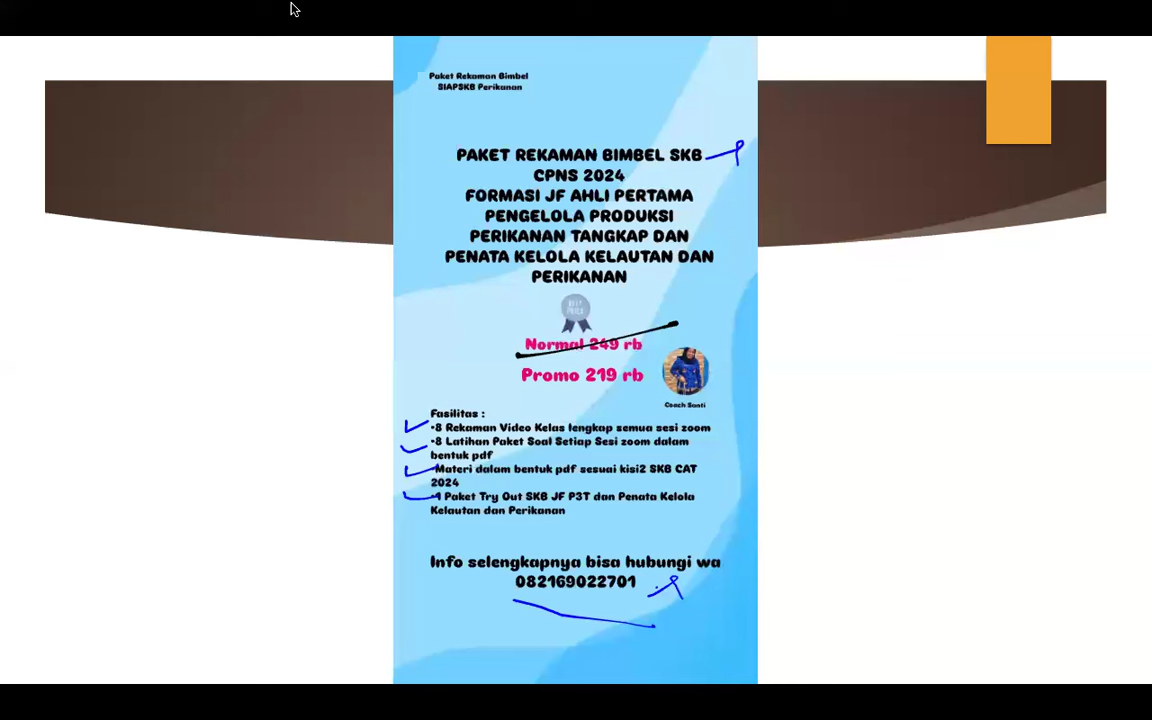 Paket Rekaman Bimbel
SIAPSKB Perikanan
PAKET REKAMAN BIMBEL SKB
CPNS 2024
FORMASI JF AHLI PERTAMA
PENGELOLA PRODUKSI
PERIKANAN TANGKAP DAN
PENATA KELOLA KELAUTAN DAN
PERIKANAN
BEST
PRICE
Normal 249 rb
Promo 219 rb
Coach Santi
Fasilitas :
•8 Rekaman Video Kelas lengkap semua sesi zoom
•8 Latihan Paket Soal Setiap Sesi zoom dalam
bentuk pdf
•Materi dalam bentuk pdf sesuai kisi2 SKB CAT
2024
•1 Paket Try Out SKB JF P3T dan Penata Kelola
Kelautan dan Perikanan
Info selengkapnya bisa hubungi wa
082169022701